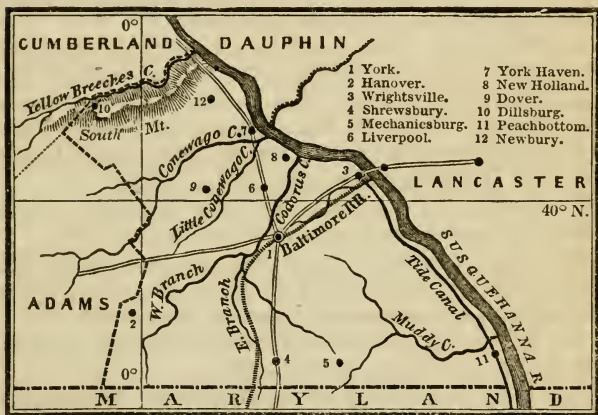 0°
CUMBERLAND
DAUPHIN
1 York.
2 Hanover.
3 Wrightsville.
4 Shrewsbury.
5 Mechanicsburg.
6 Liverpool.
7 York Haven.
8 New Holland.
9 Dover.
10 Dillsburg.
11 Peachbottom.
12 Newbury.
Yellow Breeches C.
10
12
South Mt.
7
Conewago C.
8
3
LANCASTER
9
Little Conewago C.
6
Codorus C.
40° N.
Baltimore RR.
1
SUSQUEHANNA R
Tide Canal
ADAMS
W. Branch
E. Branch
2
Muddy C.
11
4
5
0°
MARYLAND